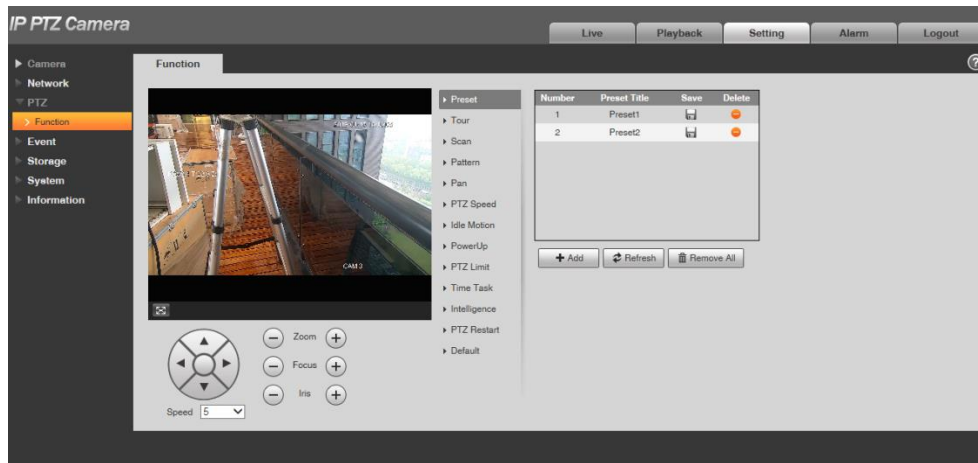 IP PTZ Camera
Live
Playback
Setting
Alarm
Logout
Camera
Network
PTZ
Function
Event
Storage
System
Information
Function
CAM 3
Zoom
Focus
Iris
Speed
5
Preset
Tour
Scan
Pattern
Pan
PTZ Speed
Idle Motion
PowerUp
PTZ Limit
Time Task
Intelligence
PTZ Restart
Default
Number Preset Title Save Delete
1 Preset1
2 Preset2
Add
Refresh
Remove All